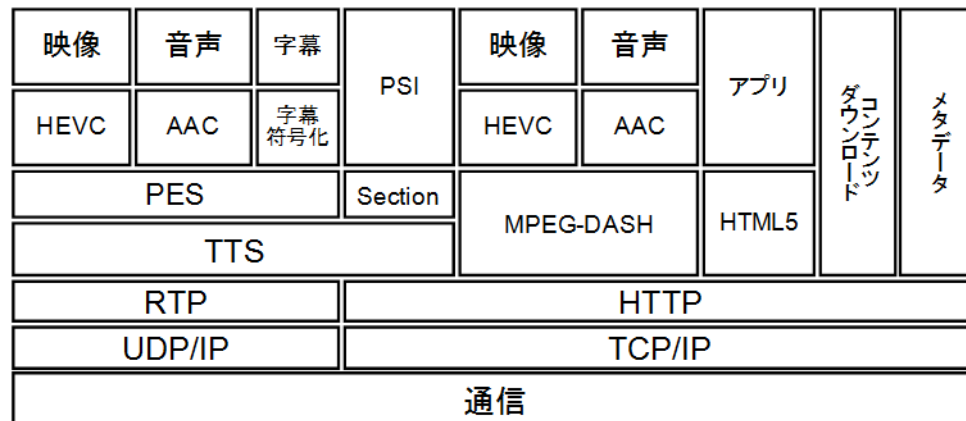 映像
音声
字幕
PSI
映像
音声
アプリ
コンテンツ
ダウンロード
メタデータ
HEVC
AAC
字幕
符号化
HEVC
AAC
PES
Section
MPEG-DASH
HTML5
TTS
RTP
HTTP
UDP/IP
TCP/IP
通信